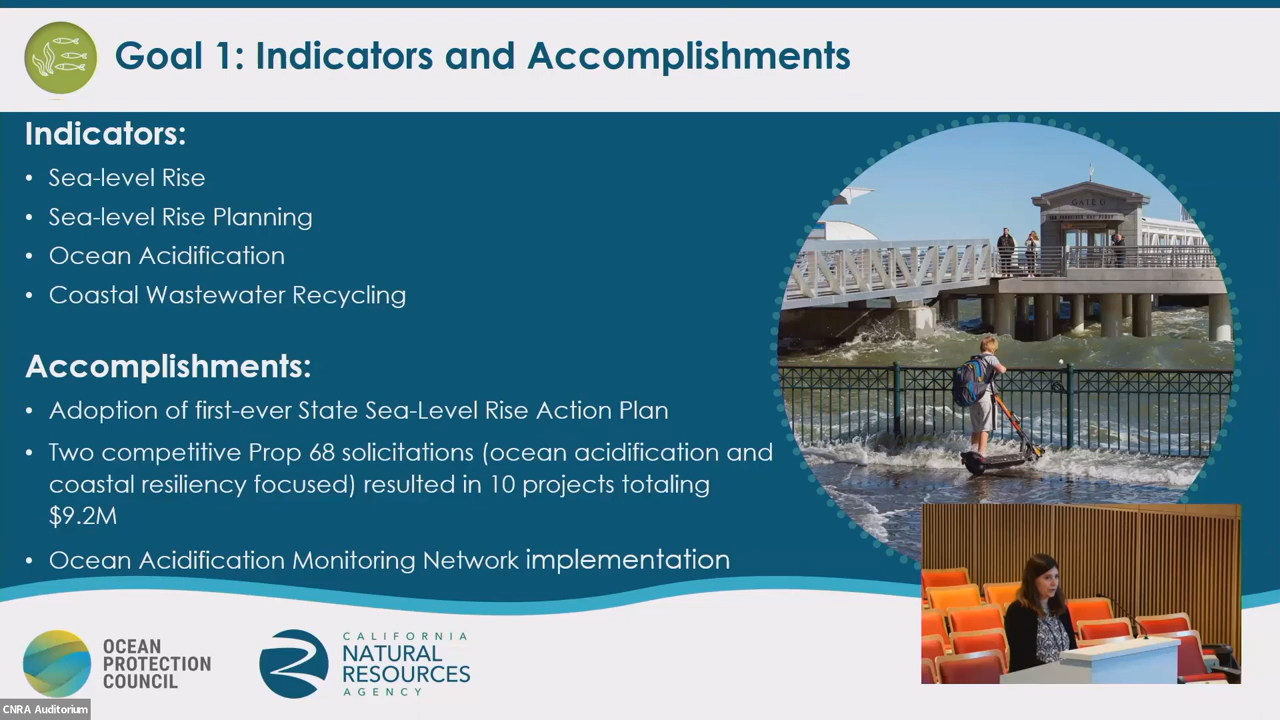 Goal 1: Indicators and Accomplishments
Indicators:
• Sea-level Rise
• Sea-level Rise Planning
• Ocean Acidification
• Coastal Wastewater Recycling
Accomplishments:
• Adoption of first-ever State Sea-Level Rise Action Plan
• Two competitive Prop 68 solicitations (ocean acidification and
coastal resiliency focused) resulted in 10 projects totaling
$9.2M
• Ocean Acidification Monitoring Network implementation
GATE D
OCEAN
PROTECTION
COUNCIL
CALIFORNIA
NATURAL
RESOURCES
AGENCY
CNRA Auditorium